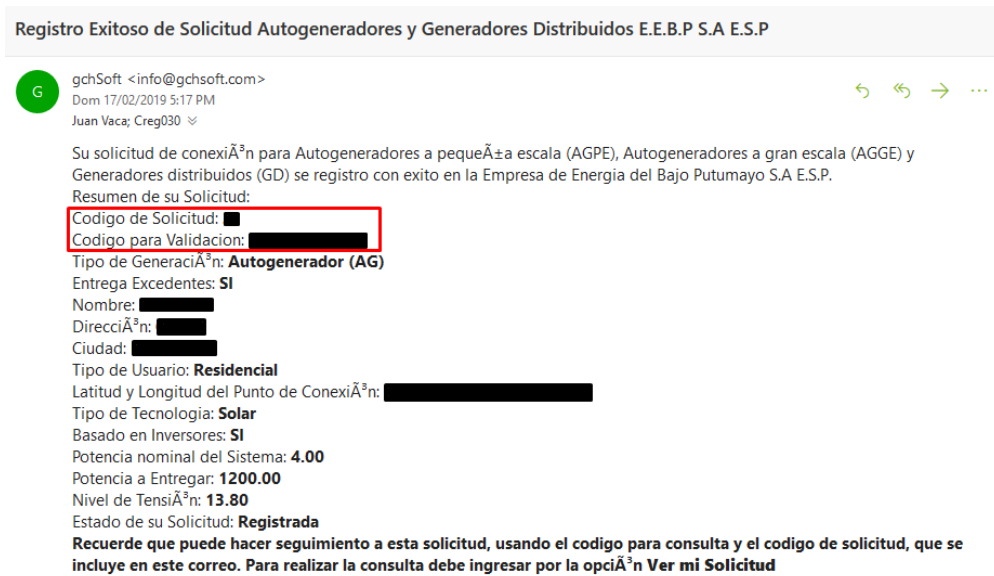 Registro Exitoso de Solicitud Autogeneradores y Generadores Distribuidos E.E.B.P S.A E.S.P
G
gchSoft <info@gchsoft.com>
Dom 17/02/2019 5:17 PM
Juan Vaca; Creg030
Su solicitud de conexiÃ³n para Autogeneradores a pequeÃ±a escala (AGPE), Autogeneradores a gran escala (AGGE) y
Generadores distribuidos (GD) se registro con exito en la Empresa de Energia del Bajo Putumayo S.A E.S.P.
Resumen de su Solicitud:
Codigo de Solicitud:
Codigo para Validacion:
Tipo de GeneraciÃ³n: Autogenerador (AG)
Entrega Excedentes: SI
Nombre:
DirecciÃ³n:
Ciudad:
Tipo de Usuario: Residencial
Latitud y Longitud del Punto de ConexiÃ³n:
Tipo de Tecnologia: Solar
Basado en Inversores: SI
Potencia nominal del Sistema: 4.00
Potencia a Entregar: 1200.00
Nivel de TensiÃ³n: 13.80
Estado de su Solicitud: Registrada
Recuerde que puede hacer seguimiento a esta solicitud, usando el codigo para consulta y el codigo de solicitud, que se
incluye en este correo. Para realizar la consulta debe ingresar por la opciÃ³n Ver mi Solicitud